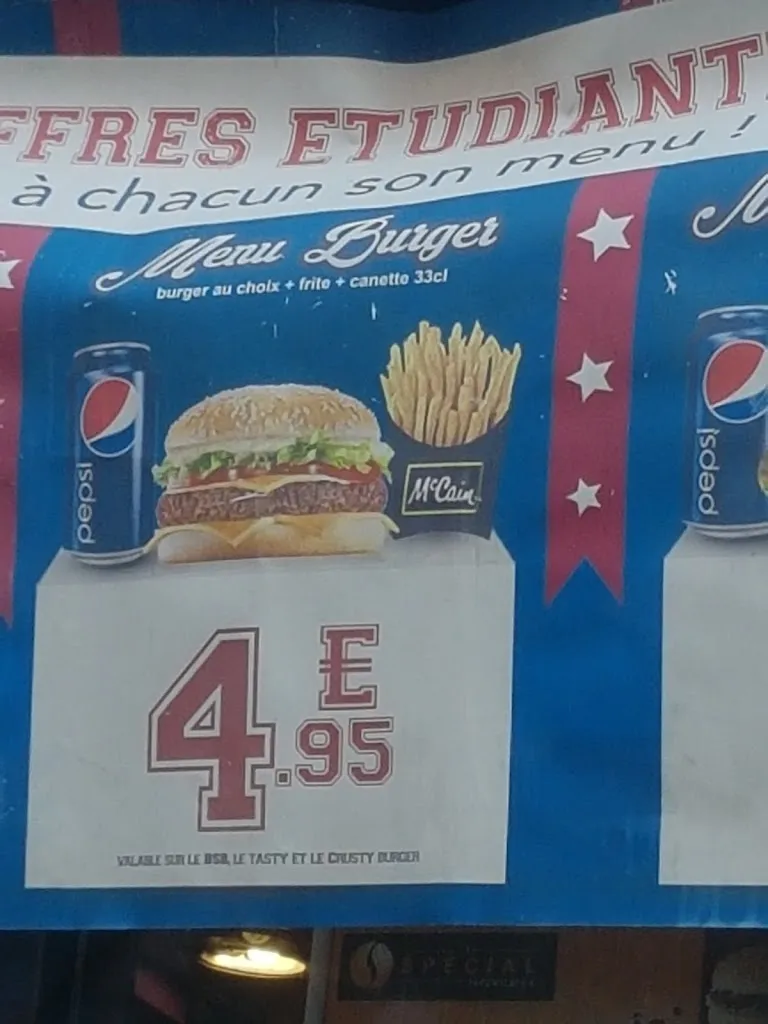 FFRES ETUDIANT
à chacun son menu !
Menu Burger
burger au choix + frite + canette 33cl
pepsi
McCain
pepsi
4.95 €
VALABLE SUR LE BSB, LE TASTY ET LE CRUSTY BURGER
SPECIAL